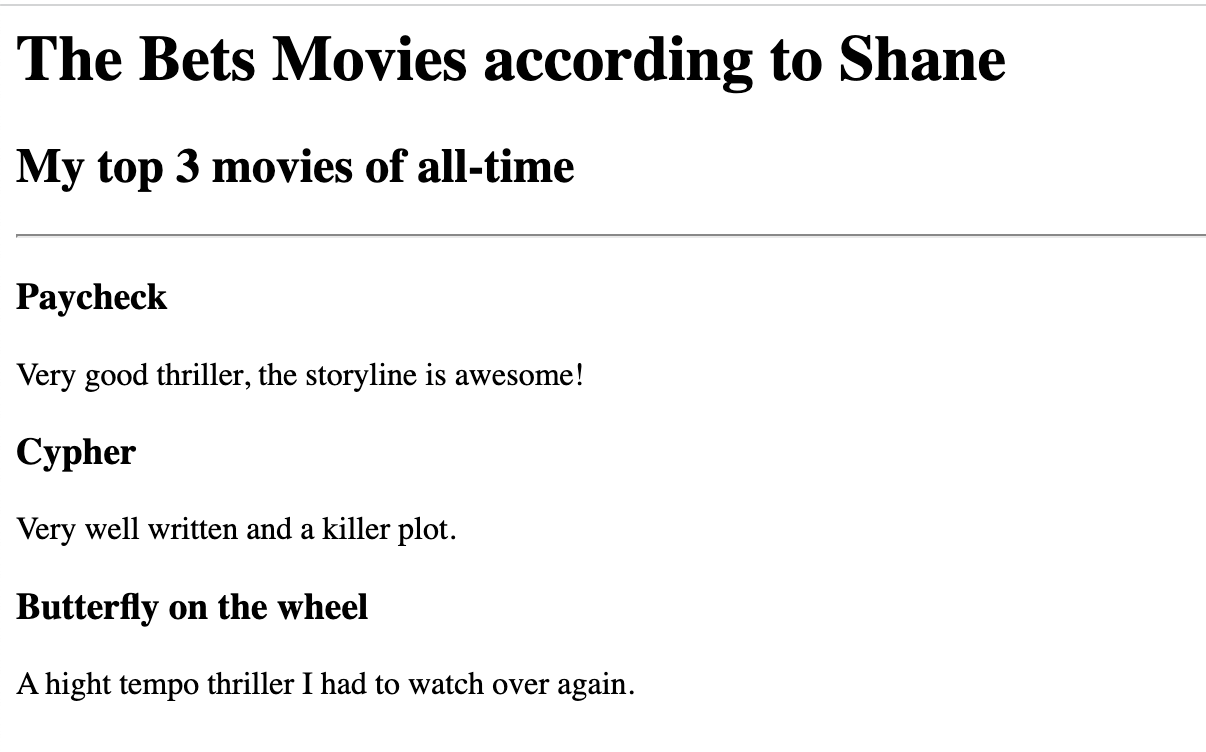 The Bets Movies according to Shane
My top 3 movies of all-time
Paycheck
Very good thriller, the storyline is awesome!
Cypher
Very well written and a killer plot.
Butterfly on the wheel
A hight tempo thriller I had to watch over again.